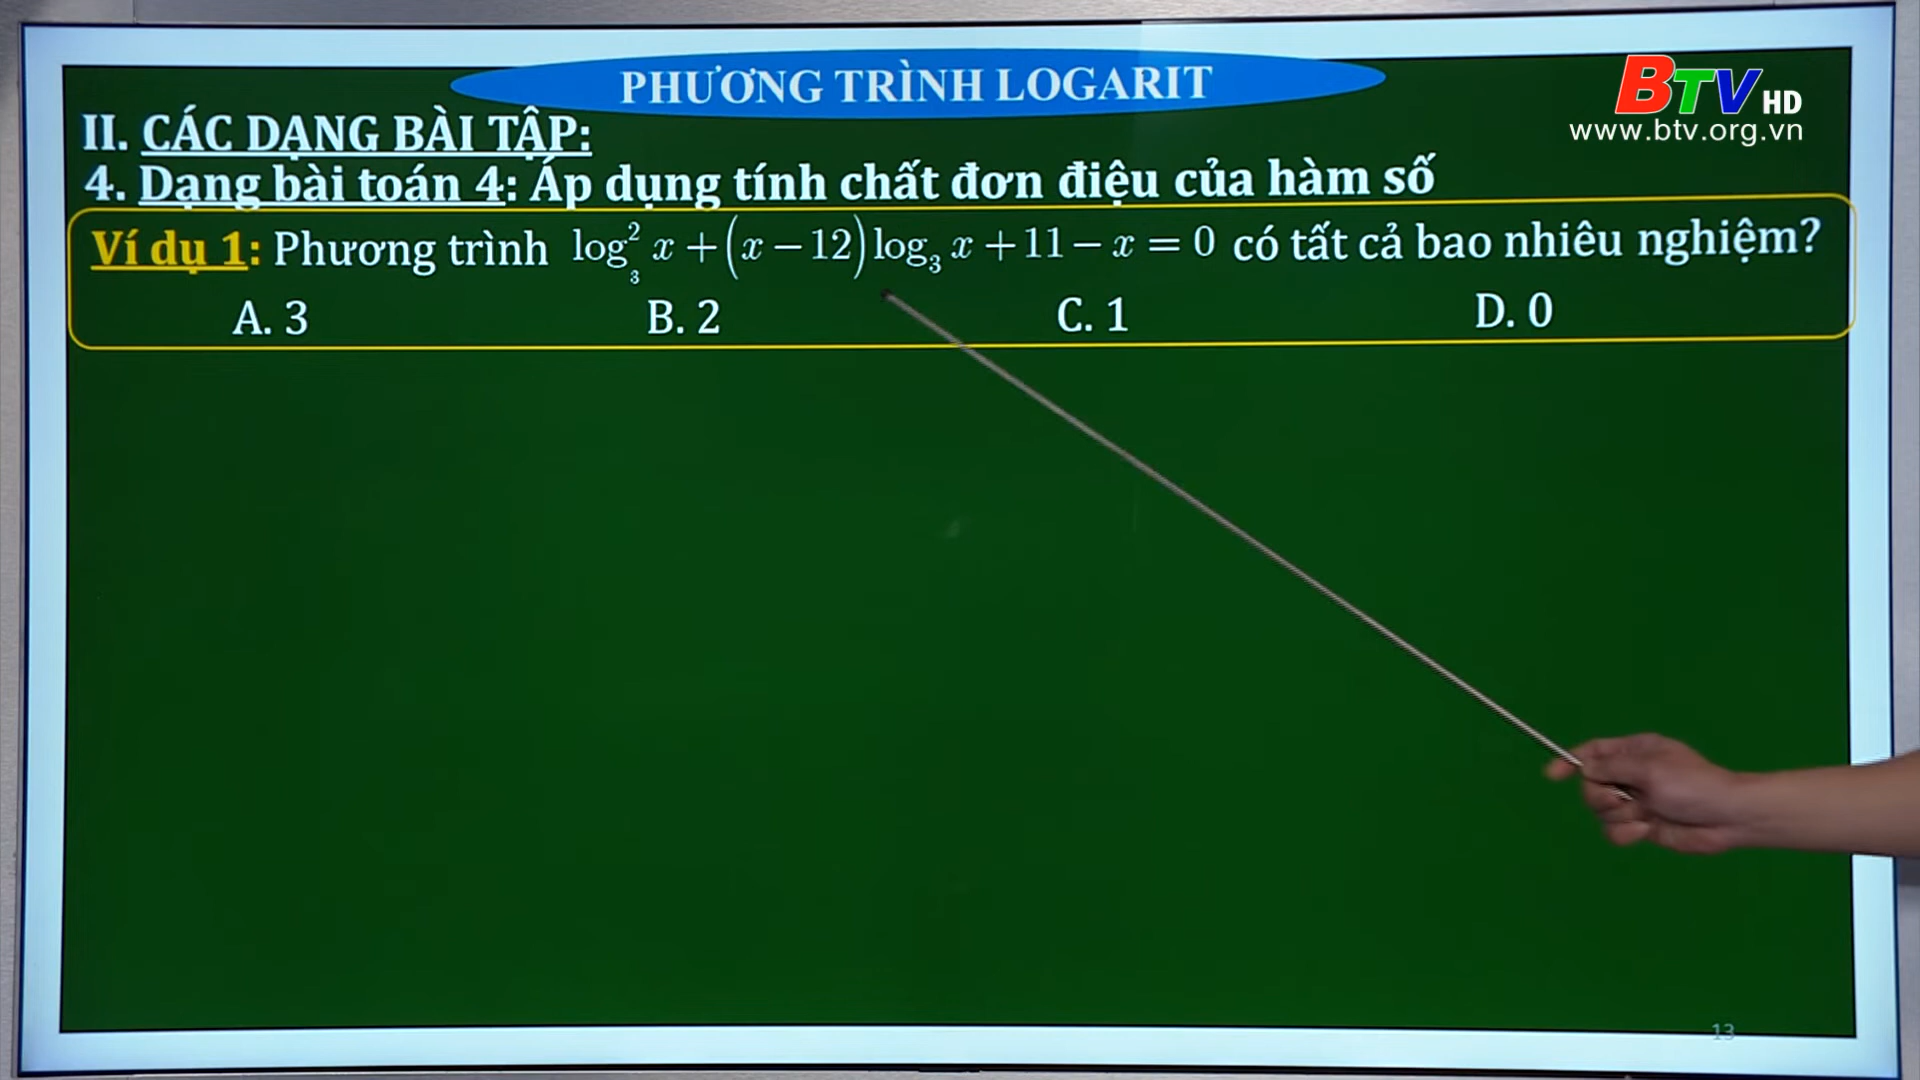 PHƯƠNG TRÌNH LOGARIT
BTV HD
www.btv.org.vn
II. CÁC DẠNG BÀI TẬP:
4. Dạng bài toán 4: Áp dụng tính chất đơn điệu của hàm số
Ví dụ 1: Phương trình log₃² x + (x − 12) log₃ x + 11 − x = 0 có tất cả bao nhiêu nghiệm?
A. 3 B. 2 C. 1 D. 0
13